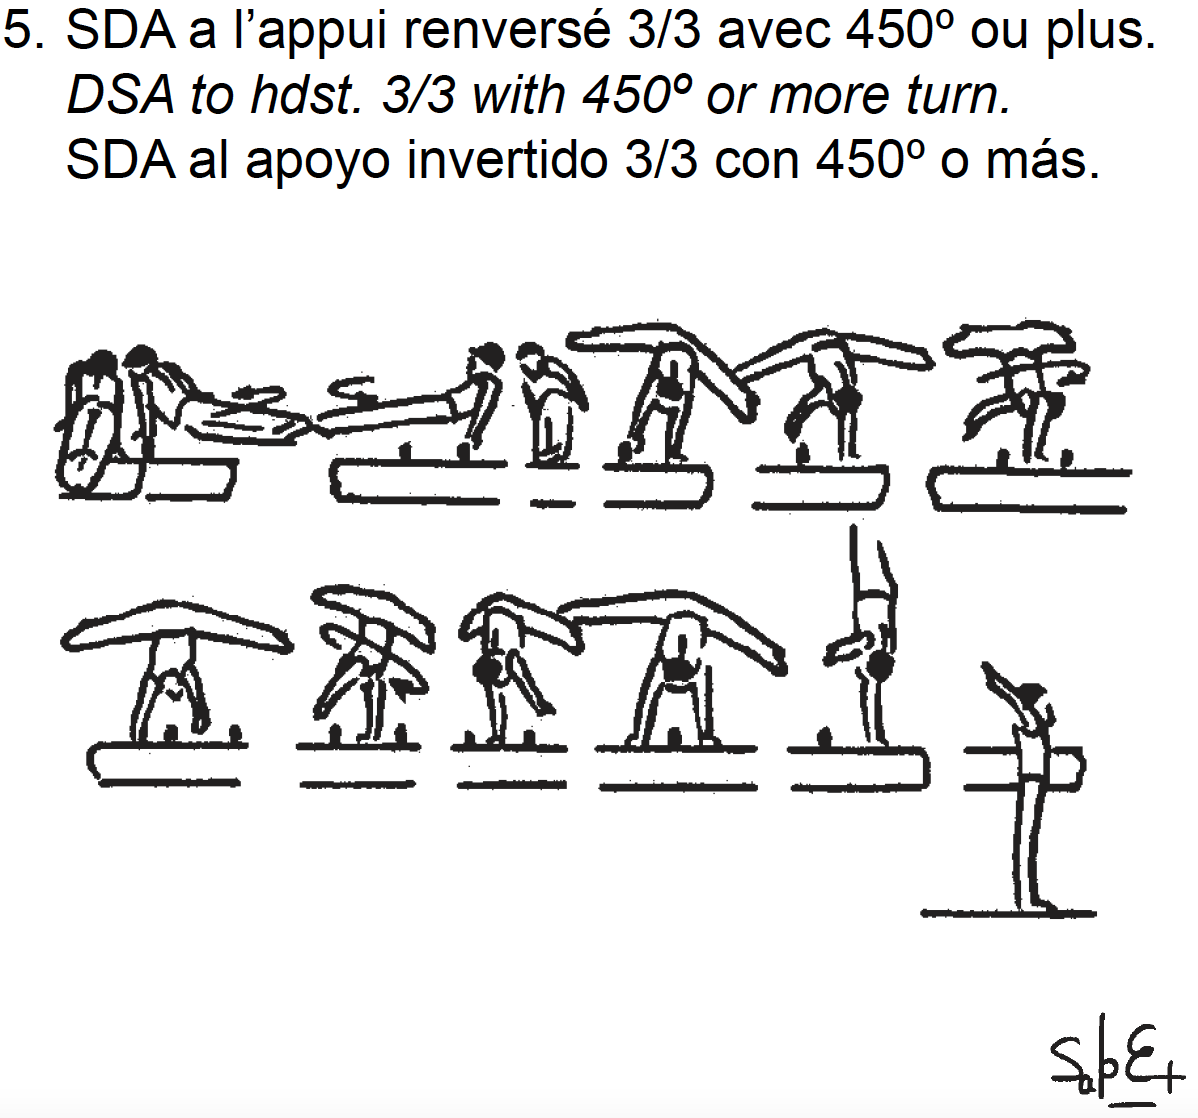 5. SDA a l’appui renversé 3/3 avec 450º ou plus.
DSA to hdst. 3/3 with 450º or more turn.
SDA al apoyo invertido 3/3 con 450º o más.